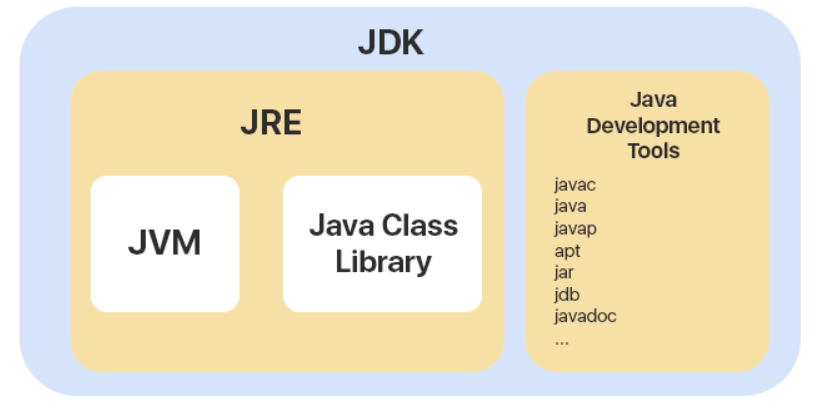 JDK
JRE
JVM
Java Class
Library
Java
Development
Tools
javac
java
javap
apt
jar
jdb
javadoc
...